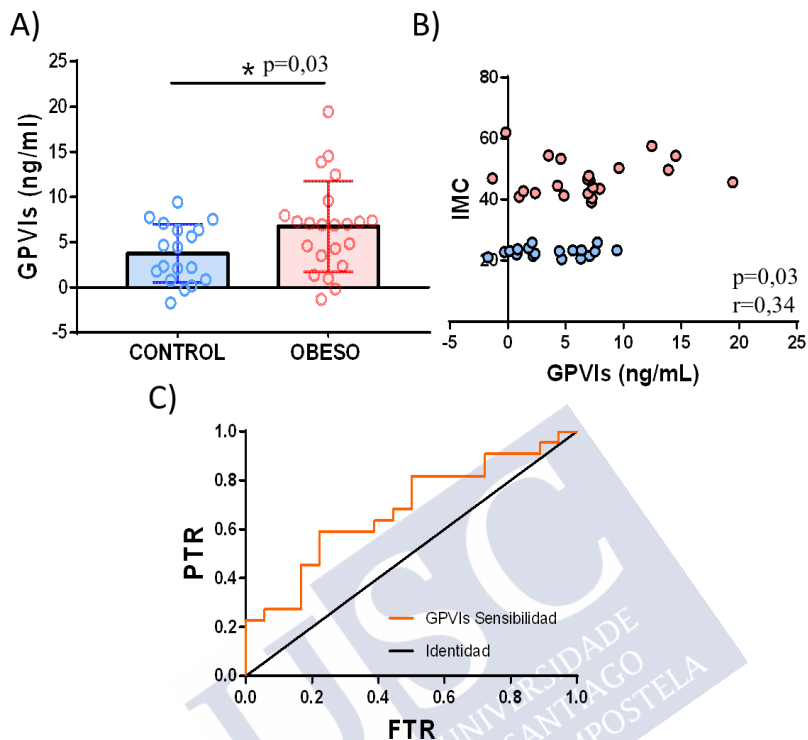 A)
* p=0,03
GPVIs (ng/ml)
25
20
15
10
5
0
-5
CONTROL
OBESO
B)
IMC
80
60
40
20
p=0,03
r=0,34
-5
0
5
10
15
20
25
GPVIs (ng/mL)
C)
PTR
1.0
0.8
0.6
0.4
0.2
0.0
GPVIs Sensibilidad
Identidad
0.0
0.2
0.4
0.6
0.8
1.0
FTR
USC
UNIVERSIDADE
SANTIAGO
MPOSTELA